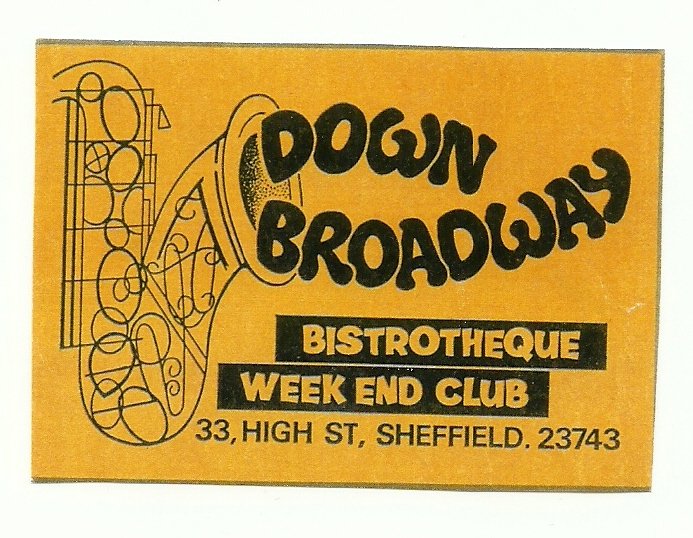 DOWN
BROADWAY
BISTROTHEQUE
WEEK END CLUB
33, HIGH ST, SHEFFIELD. 23743